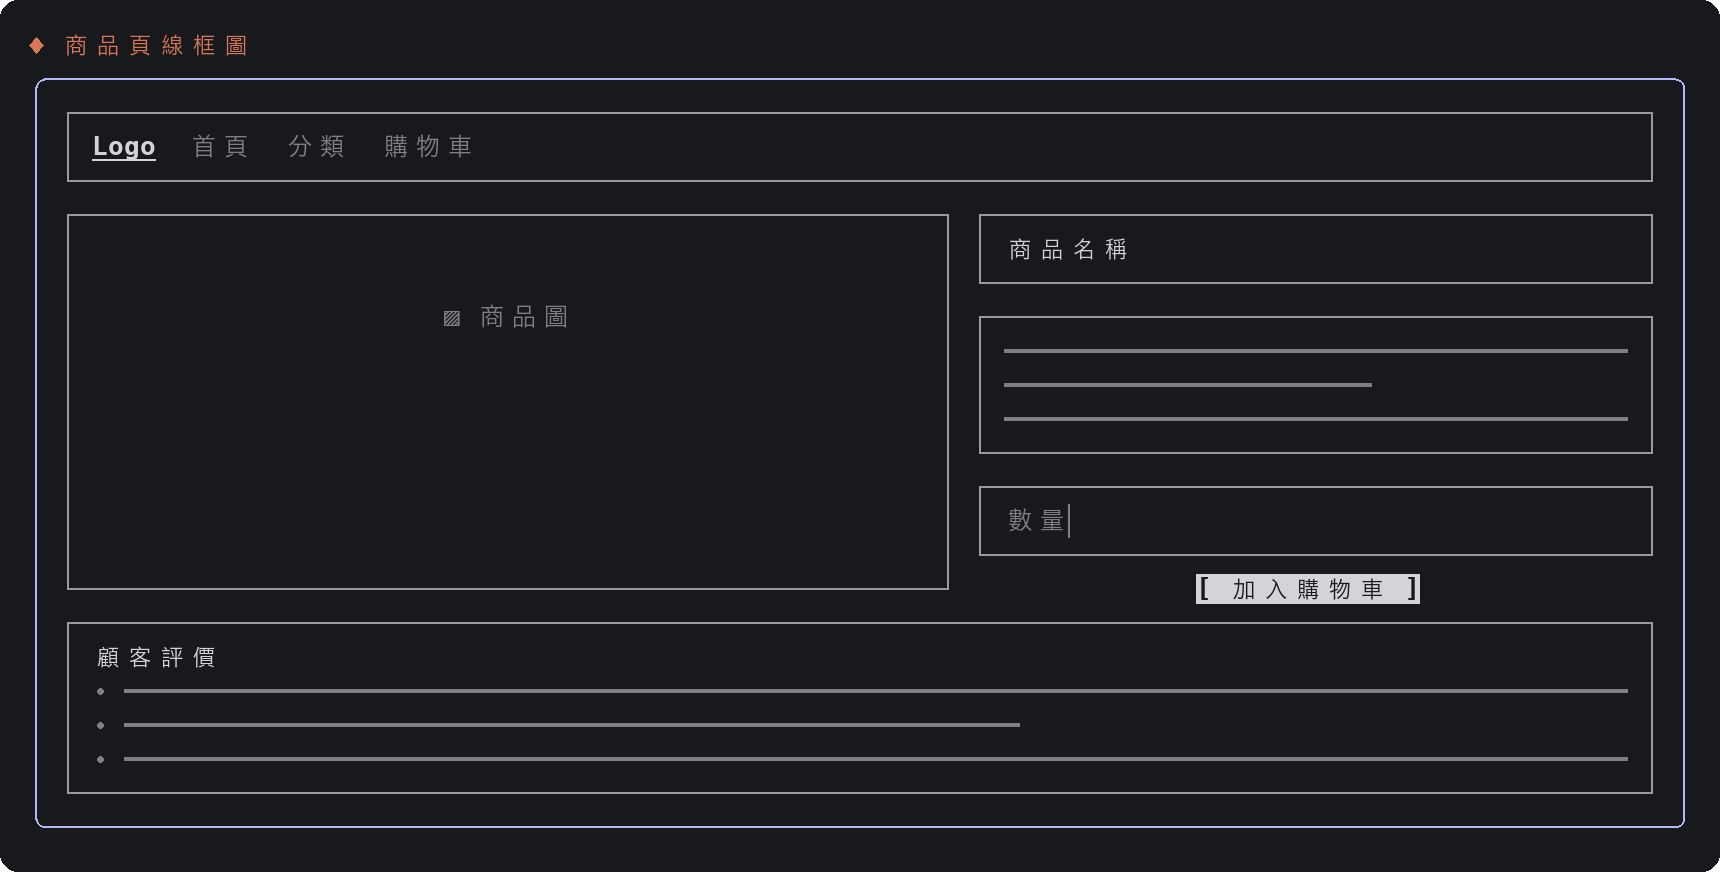 ♦ 商品頁線框圖
Logo 首頁 分類 購物車
▨ 商品圖
商品名稱
數量
[ 加入購物車 ]
顧客評價